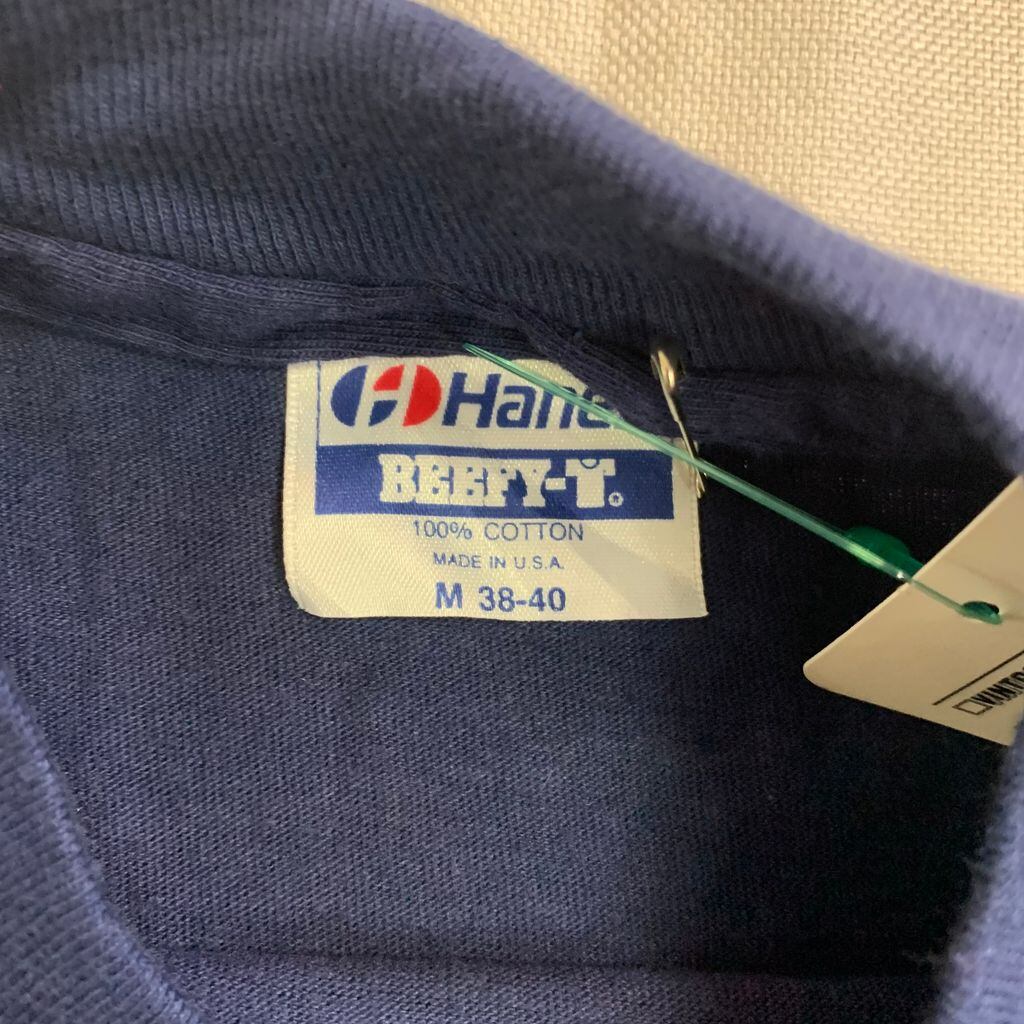 Hane
BEEFY-T®
100% COTTON
MADE IN U.S.A.
M 38-40